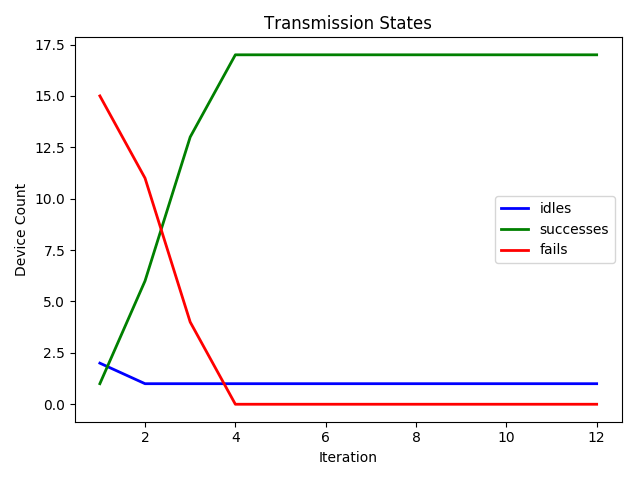 Transmission States
17.5
15.0
12.5
10.0
7.5
5.0
2.5
0.0
Device Count
idles
successes
fails
2
4
6
8
10
12
Iteration